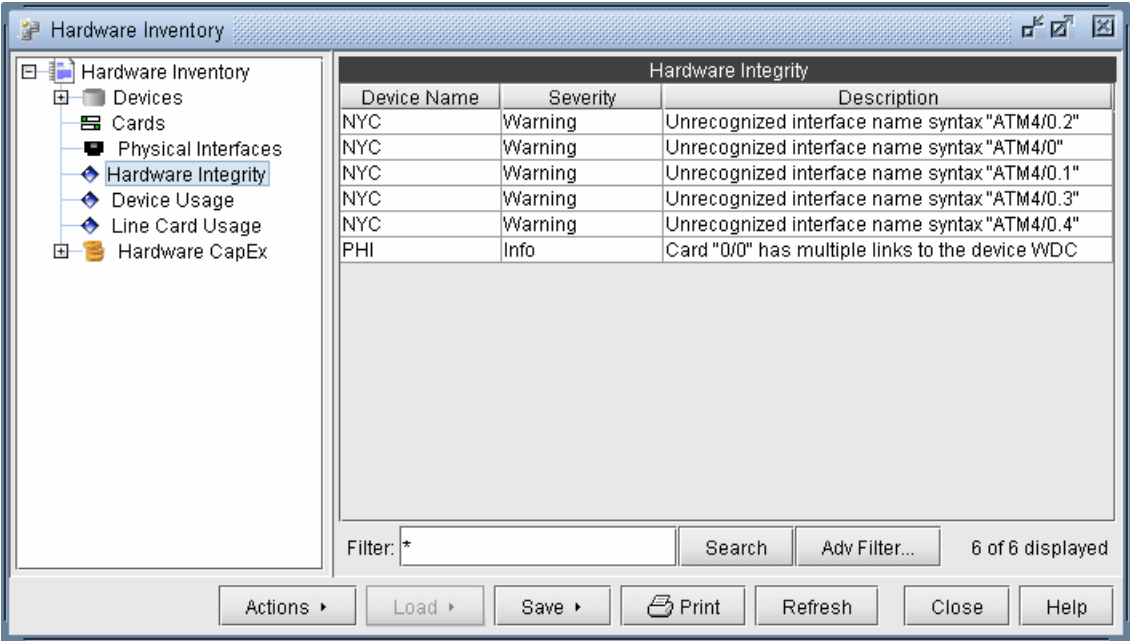 Hardware Inventory
Hardware Inventory
Devices
Cards
Physical Interfaces
Hardware Integrity
Device Usage
Line Card Usage
Hardware CapEx
Hardware Integrity
Device Name Severity Description
NYC Warning Unrecognized interface name syntax "ATM4/0.2"
NYC Warning Unrecognized interface name syntax "ATM4/0"
NYC Warning Unrecognized interface name syntax "ATM4/0.1"
NYC Warning Unrecognized interface name syntax "ATM4/0.3"
NYC Warning Unrecognized interface name syntax "ATM4/0.4"
PHI Info Card "0/0" has multiple links to the device WDC
Filter: * Search Adv Filter... 6 of 6 displayed
Actions Load Save Print Refresh Close Help